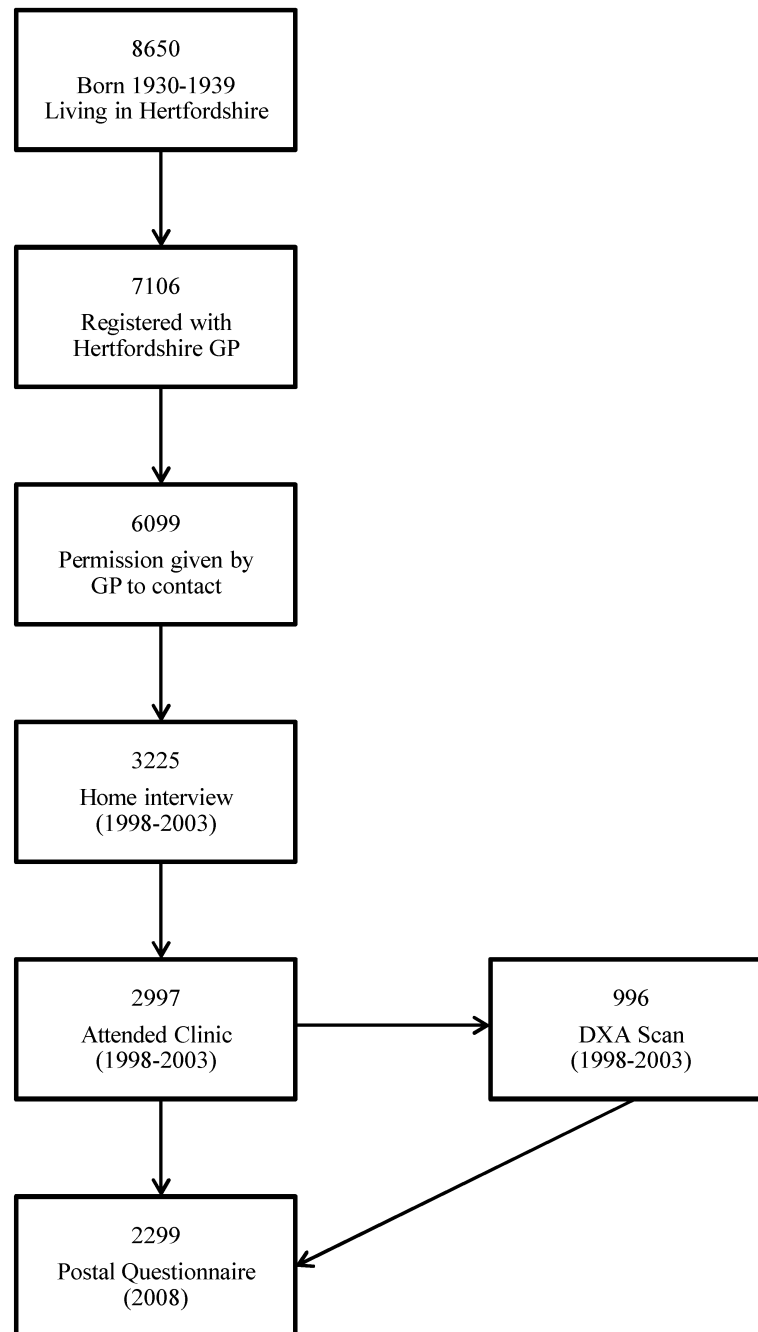 8650
Born 1930-1939
Living in Hertfordshire
7106
Registered with
Hertfordshire GP
6099
Permission given by
GP to contact
3225
Home interview
(1998-2003)
2997
Attended Clinic
(1998-2003)
996
DXA Scan
(1998-2003)
2299
Postal Questionnaire
(2008)